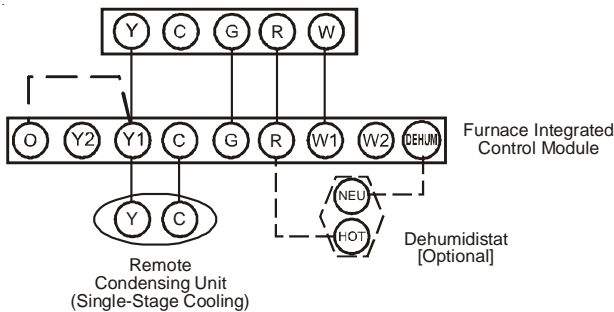 Y C G R W
O Y2 Y1 C G R W1 W2 DEHUM
Furnace Integrated
Control Module
NEU
HOT
Y C
Dehumidistat
[Optional]
Remote
Condensing Unit
(Single-Stage Cooling)